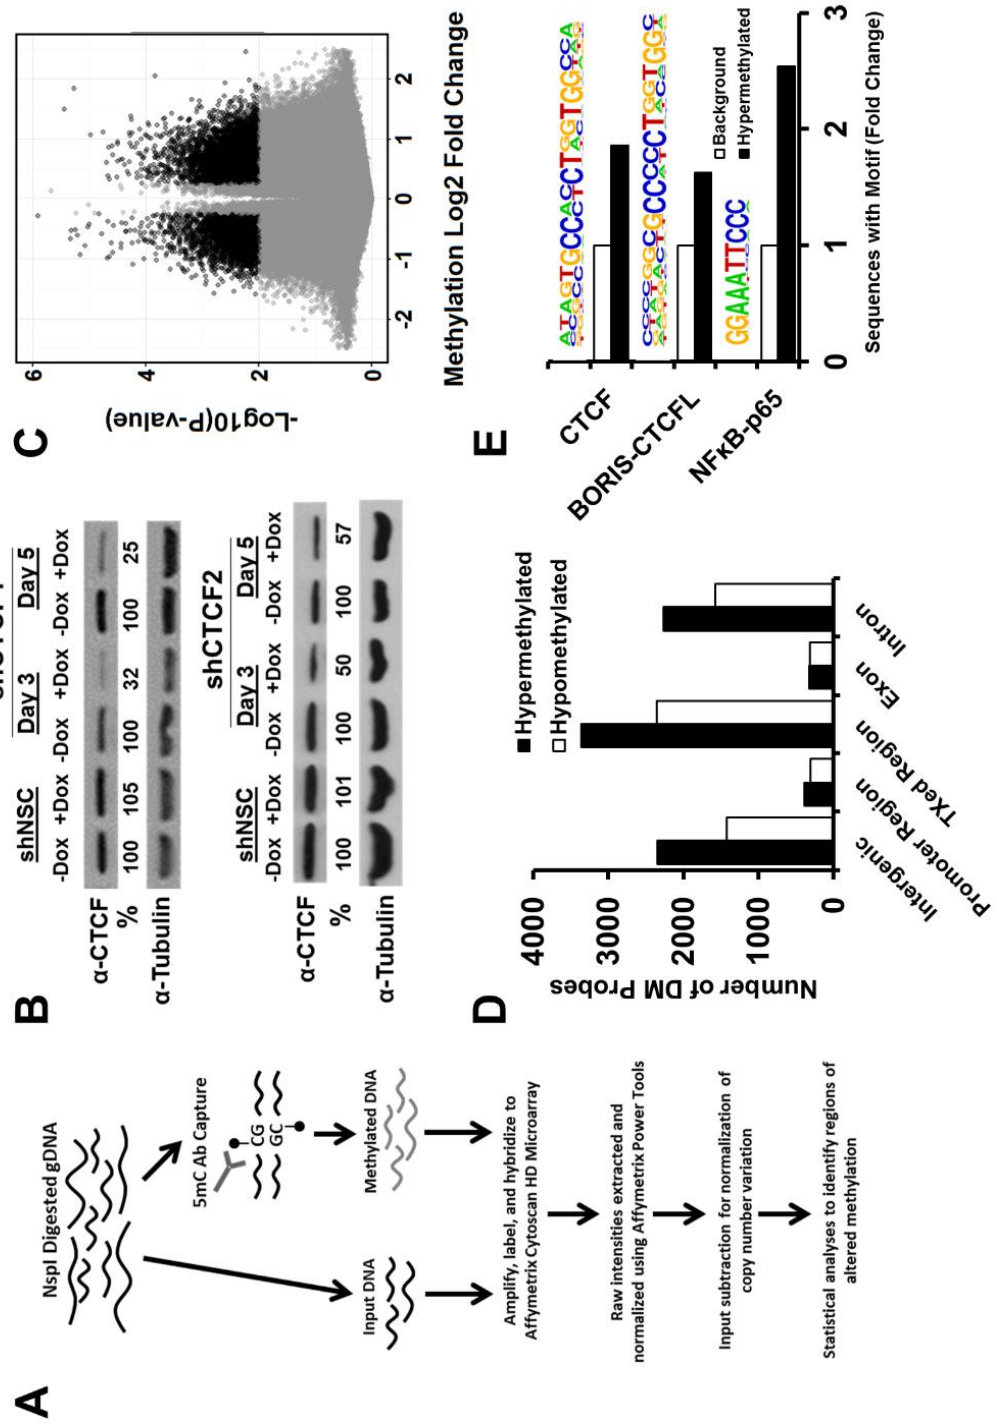 A
NspI Digested gDNA
5mC Ab Capture
CG
GC
Input DNA
Methylated DNA
Amplify, label, and hybridize to
Affymetrix Cytoscan HD Microarray
Raw intensities extracted and
normalized using Affymetrix Power Tools
Input subtraction for normalization of
copy number variation
Statistical analyses to identify regions of
altered methylation
B
shNSC Day 3 Day 5
-Dox +Dox -Dox +Dox -Dox +Dox
α-CTCF
% 100 105 100 32 100 25
α-Tubulin
shCTCF2
shNSC Day 3 Day 5
-Dox +Dox -Dox +Dox -Dox +Dox
α-CTCF
% 100 101 100 50 100 57
α-Tubulin
C
-Log10(P-value)
6
4
2
0
-2 -1 0 1 2
Methylation Log2 Fold Change
D
Number of DM Probes
4000
3000
2000
1000
0
Hypermethylated
Hypomethylated
Intergenic
Promoter Region
TXed Region
Exon
Intron
E
CTCF
BORIS-CTCFL
NFκB-p65
GGAAATTCCC
Background
Hypermethylated
0 1 2 3
Sequences with Motif (Fold Change)